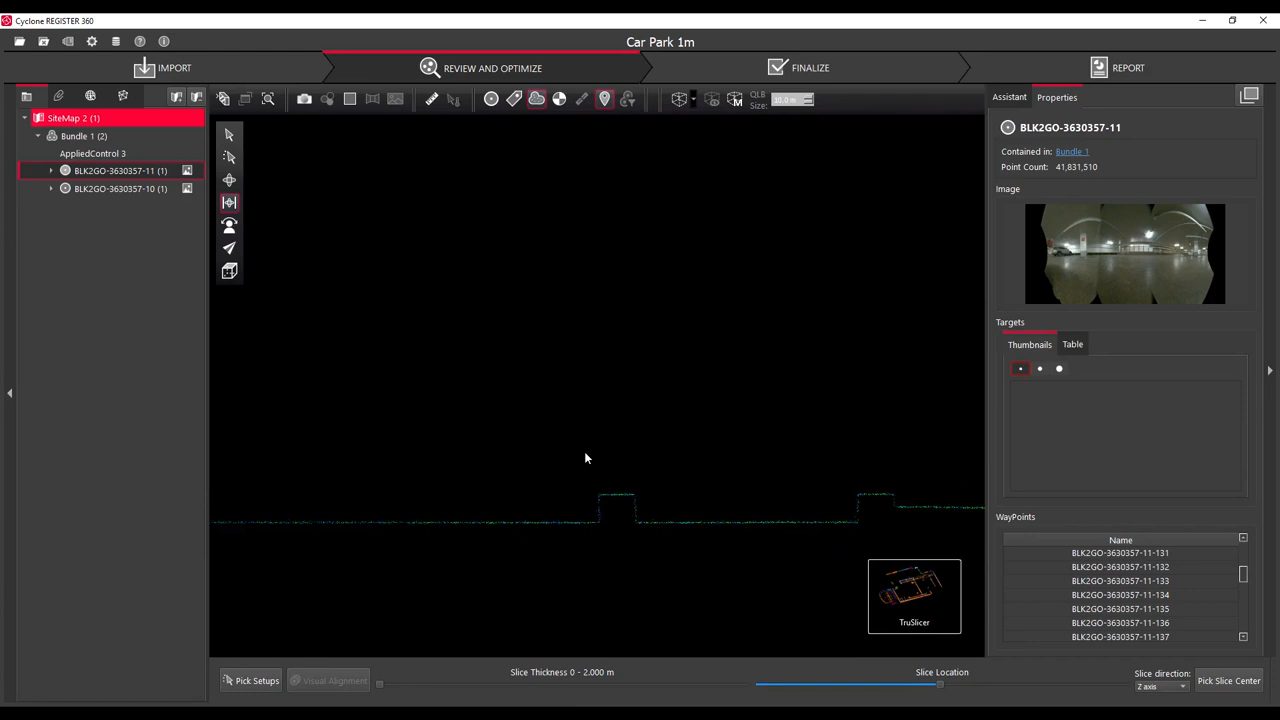 Cyclone REGISTER 360
Car Park 1m
IMPORT
REVIEW AND OPTIMIZE
FINALIZE
REPORT
QLB
Size:
10.0 m
Assistant
Properties
SiteMap 2 (1)
Bundle 1 (2)
AppliedControl 3
BLK2GO-3630357-11 (1)
BLK2GO-3630357-10 (1)
BLK2GO-3630357-11
Contained in:
Bundle 1
Point Count:
41,831,510
Image
Targets
Thumbnails
Table
WayPoints
Name
BLK2GO-3630357-11-131
BLK2GO-3630357-11-132
BLK2GO-3630357-11-133
BLK2GO-3630357-11-134
BLK2GO-3630357-11-135
BLK2GO-3630357-11-136
BLK2GO-3630357-11-137
TruSlicer
Pick Setups
Visual Alignment
Slice Thickness 0 - 2.000 m
Slice Location
Slice direction:
Z axis
Pick Slice Center